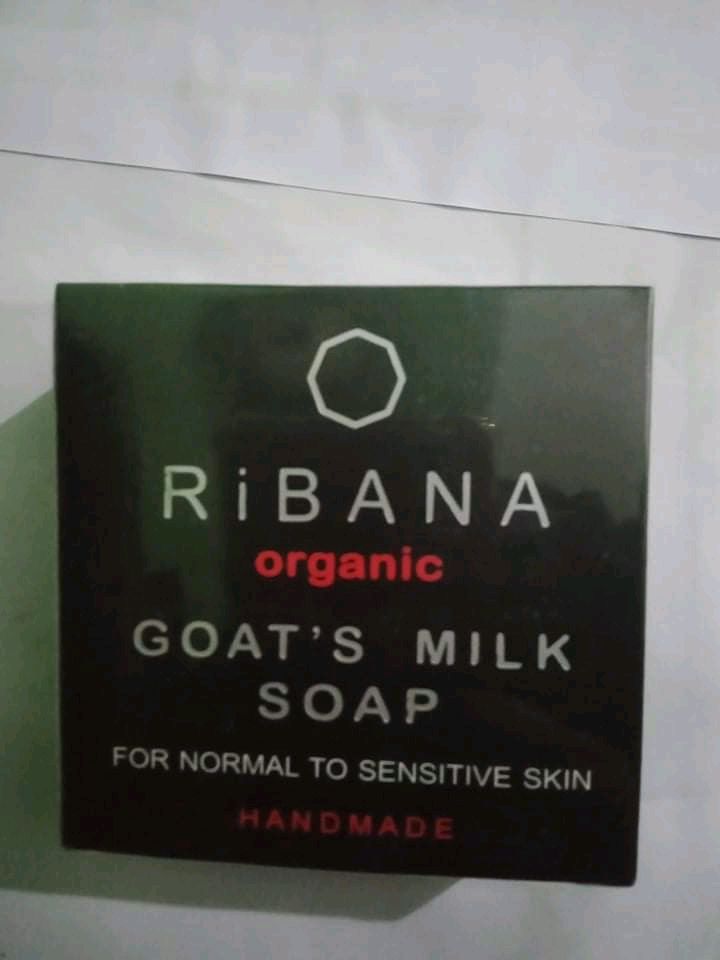 RiBANA
organic
GOAT'S MILK
SOAP
FOR NORMAL TO SENSITIVE SKIN
HANDMADE